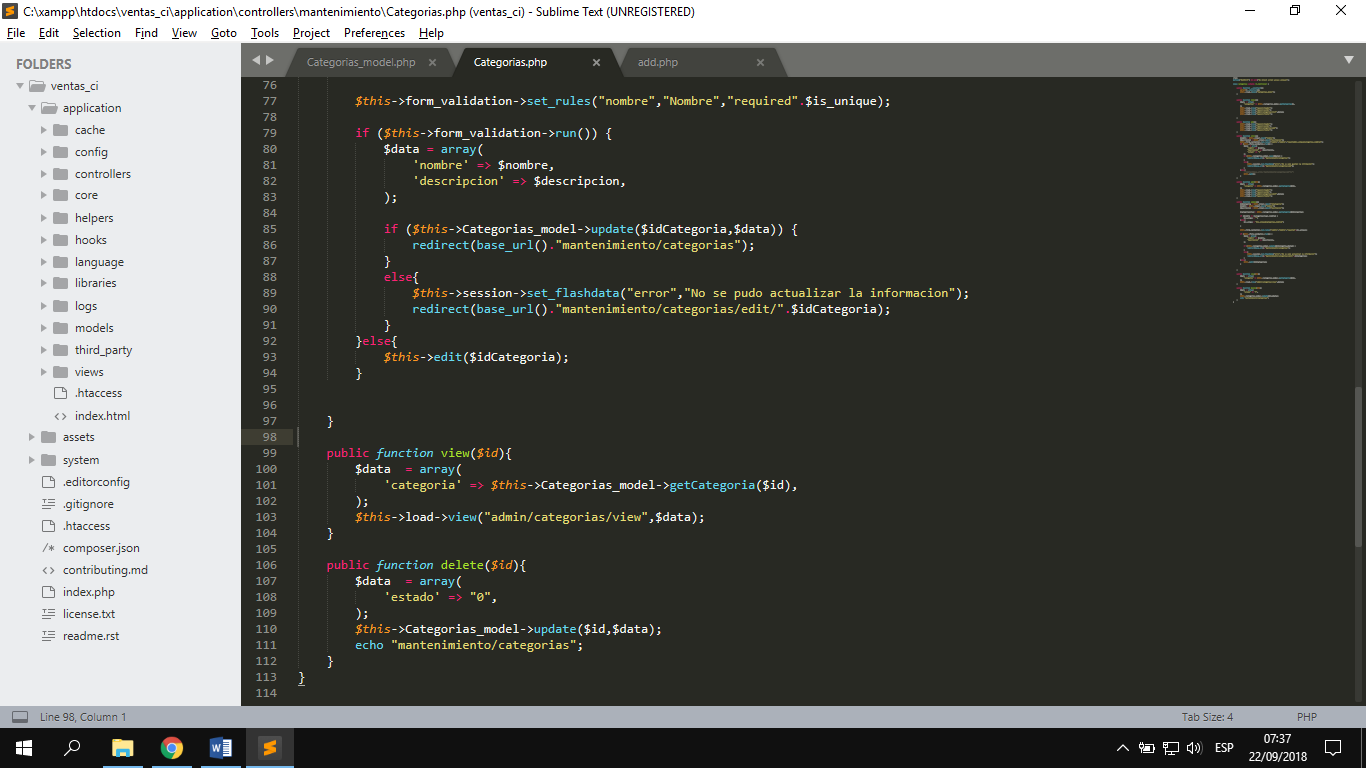 C:\xampp\htdocs\ventas_ci\application\controllers\mantenimiento\Categorias.php (ventas_ci) - Sublime Text (UNREGISTERED)
File Edit Selection Find View Goto Tools Project Preferences Help
FOLDERS
ventas_ci
application
cache
config
controllers
core
helpers
hooks
language
libraries
logs
models
third_party
views
.htaccess
index.html
assets
system
.editorconfig
.gitignore
.htaccess
composer.json
contributing.md
index.php
license.txt
readme.rst
Categorias_model.php Categorias.php add.php
76
77 $this->form_validation->set_rules("nombre","Nombre","required".$is_unique);
78
79 if ($this->form_validation->run()) {
80 $data = array(
81 'nombre' => $nombre,
82 'descripcion' => $descripcion,
83 );
84
85 if ($this->Categorias_model->update($idCategoria,$data)) {
86 redirect(base_url()."mantenimiento/categorias");
87 }
88 else{
89 $this->session->set_flashdata("error","No se pudo actualizar la informacion");
90 redirect(base_url()."mantenimiento/categorias/edit/".$idCategoria);
91 }
92 }else{
93 $this->edit($idCategoria);
94 }
95
96
97 }
98
99 public function view($id){
100 $data  = array(
101 'categoria' => $this->Categorias_model->getCategoria($id),
102 );
103 $this->load->view("admin/categorias/view",$data);
104 }
105
106 public function delete($id){
107 $data  = array(
108 'estado' => "0",
109 );
110 $this->Categorias_model->update($id,$data);
111 echo "mantenimiento/categorias";
112 }
113 }
114
Line 98, Column 1 Tab Size: 4 PHP
ESP 07:37
22/09/2018